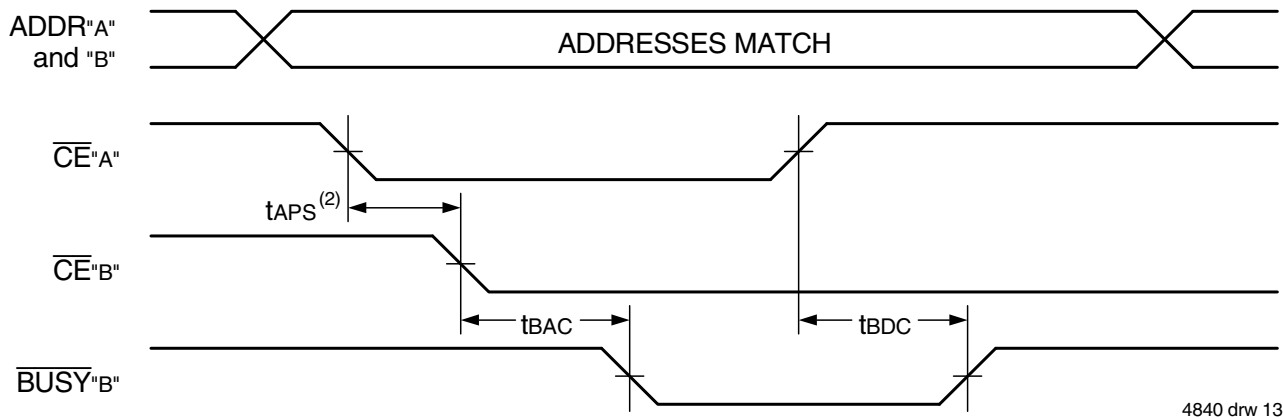 ADDR"A"
and "B"
ADDRESSES MATCH
CE"A"
tAPS(2)
CE"B"
tBAC
tBDC
BUSY"B"
4840 drw 13